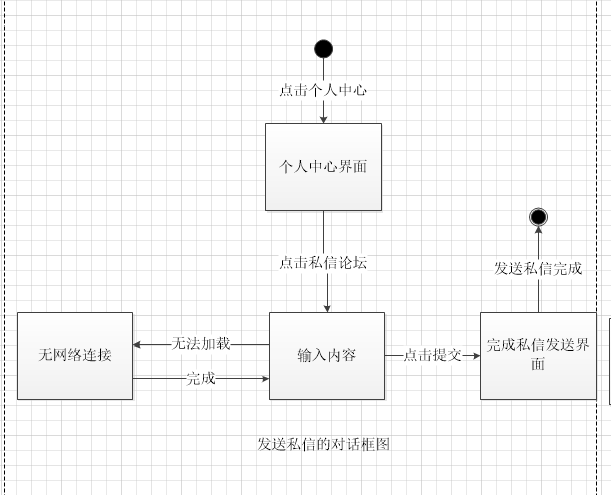 点击个人中心
个人中心界面
点击私信论坛
发送私信完成
无网络连接
无法加载
完成
输入内容
点击提交
完成私信发送界
面
发送私信的对话框图